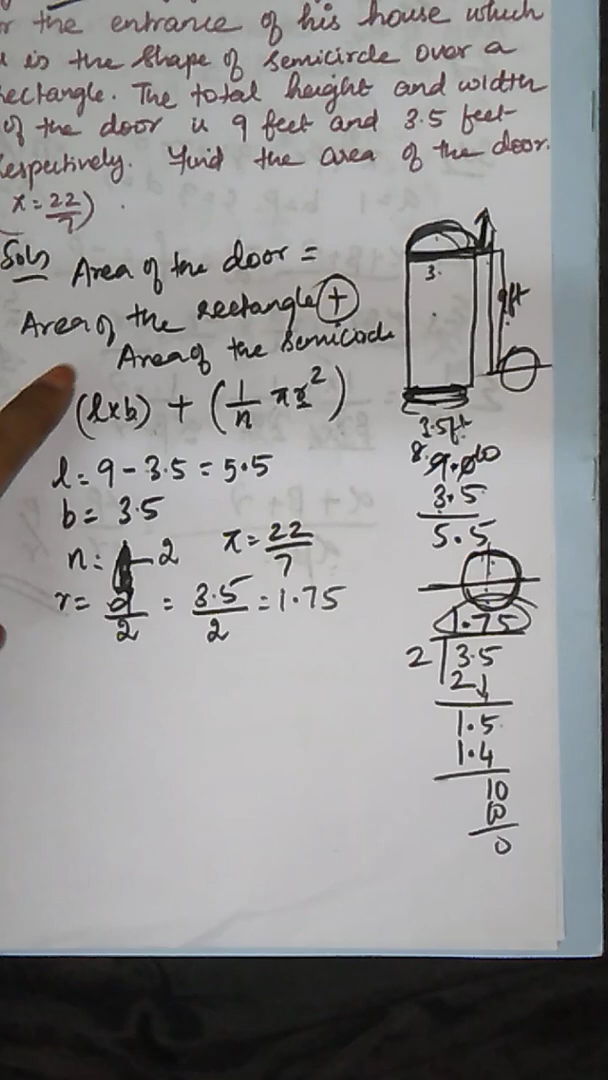 r the entrance of his house which
is the shape of semicircle over a
rectangle. The total height and width
of the door is 9 feet and 3.5 feet
respectively. Find the area of the door.
π = 22/7)
Soln Area of the door =
Area of the rectangle +
Area of the semicircle
(l×b) + (1/n πr²)
l = 9 - 3.5 = 5.5
b = 3.5
n = 2 π = 22/7
r = d/2 = 3.5/2 = 1.75
3.
9ft
3.5ft
8 9.0 10
3.5
5.5
1.75
2 3.5
2↓
1.5
1.4
10
10
0